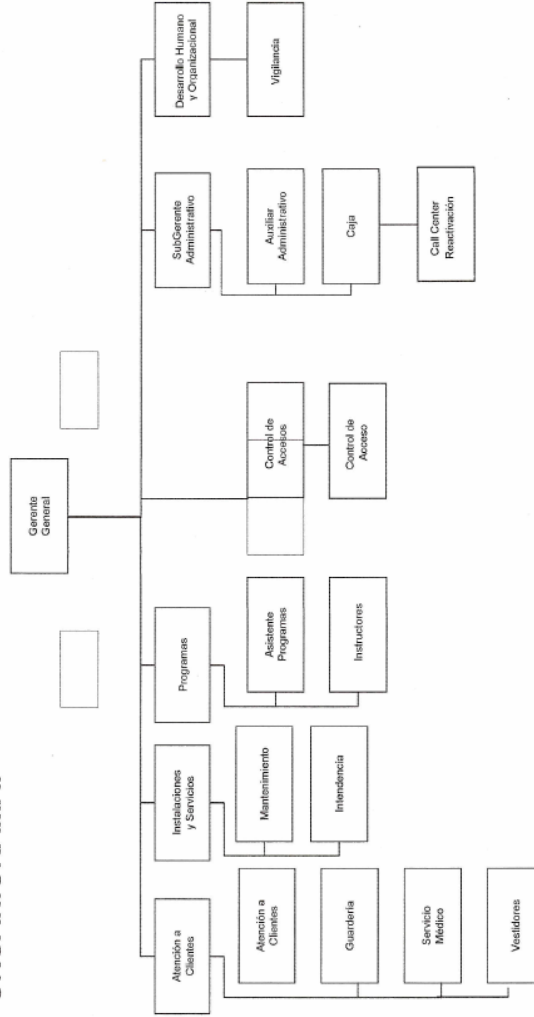 Gerente
General
Atención a
Clientes
Instalaciones
y Servicios
Programas
SubGerente
Administrativo
Desarrollo Humano
y Organizacional
Atención a
Clientes
Guardería
Servicio
Médico
Vestidores
Mantenimiento
Intendencia
Asistente
Programas
Instructores
Control de
Accesos
Control de
Acceso
Auxiliar
Administrativo
Caja
Call Center
Reactivación
Vigilancia